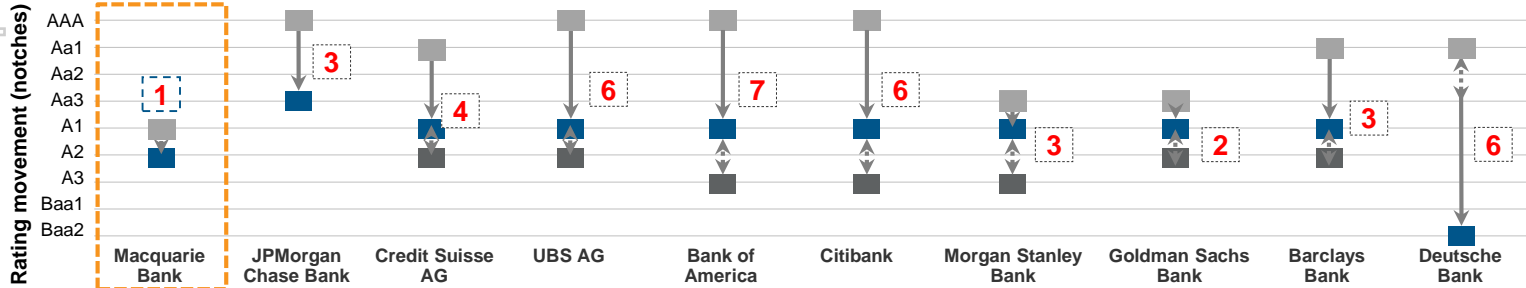 Rating movement (notches)
AAA
Aa1
Aa2
Aa3
A1
A2
A3
Baa1
Baa2
1
3
4
6
7
6
3
2
3
6
Macquarie
Bank
JPMorgan
Chase Bank
Credit Suisse
AG
UBS AG
Bank of
America
Citibank
Morgan Stanley
Bank
Goldman Sachs
Bank
Barclays
Bank
Deutsche
Bank